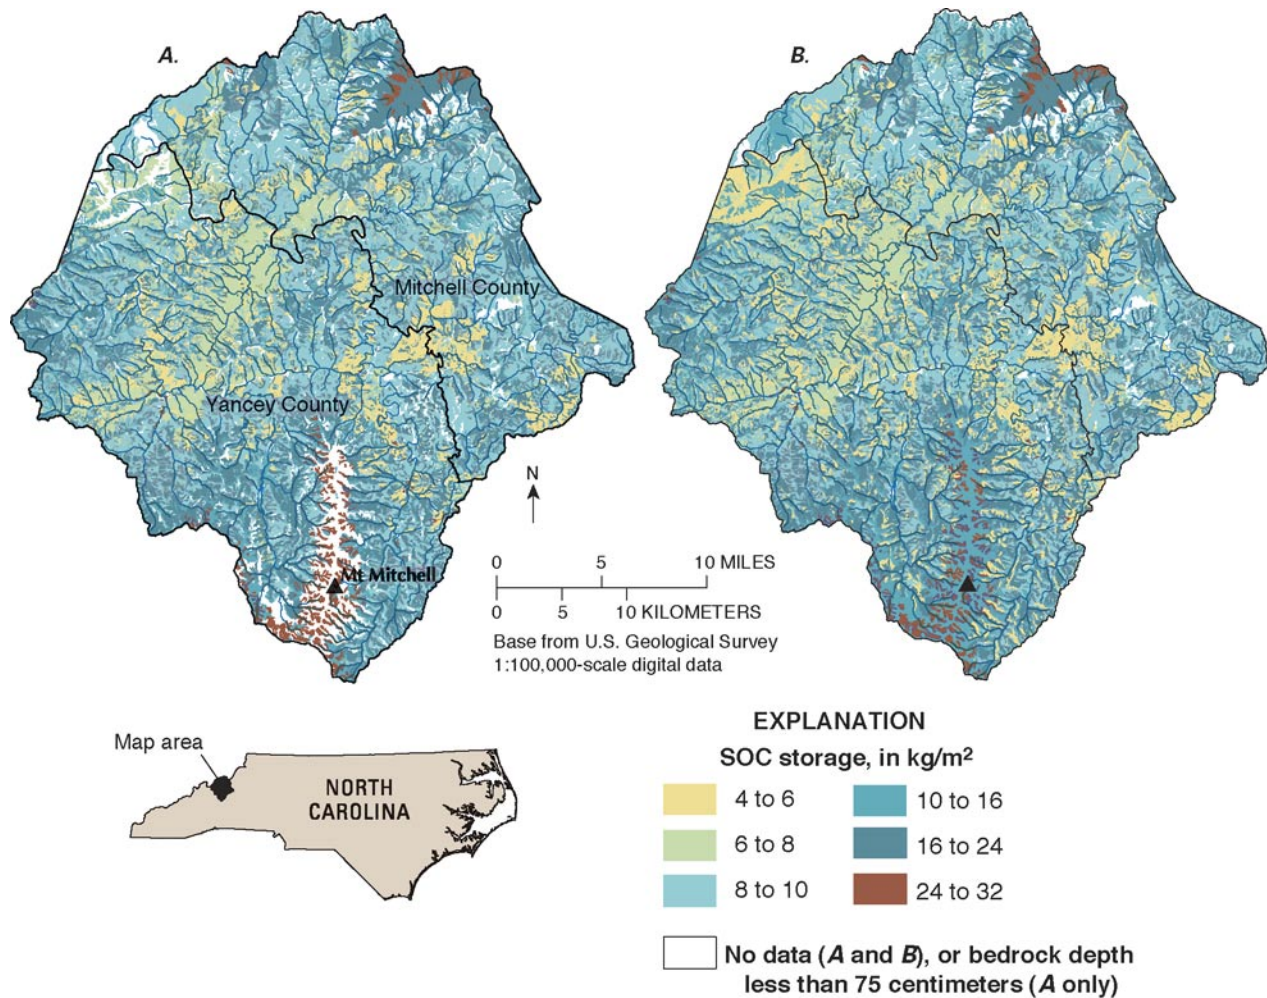 A.
B.
Mitchell County
Yancey County
N
Mt Mitchell
0 5 10 MILES
0 5 10 KILOMETERS
Base from U.S. Geological Survey
1:100,000-scale digital data
Map area
NORTH
CAROLINA
EXPLANATION
SOC storage, in kg/m²
4 to 6
10 to 16
6 to 8
16 to 24
8 to 10
24 to 32
No data (A and B), or bedrock depth
less than 75 centimeters (A only)